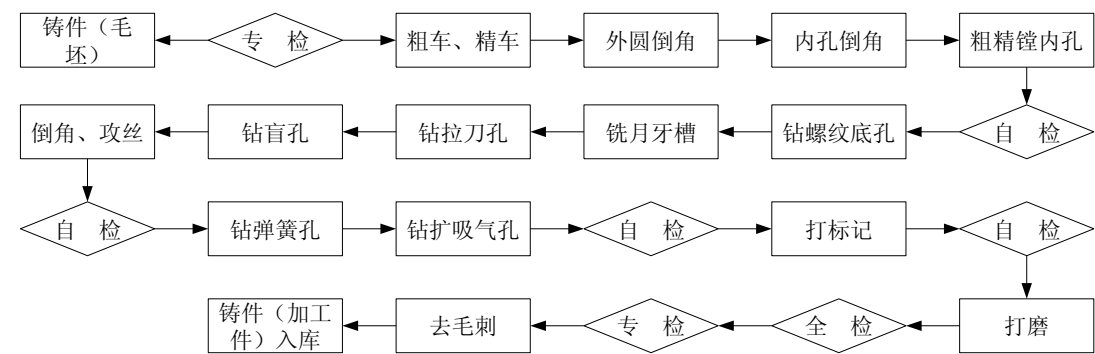 铸件（毛
坯）
专 检
粗车、精车
外圆倒角
内孔倒角
粗精镗内孔
倒角、攻丝
钻盲孔
钻拉刀孔
铣月牙槽
钻螺纹底孔
自 检
自 检
钻弹簧孔
钻扩吸气孔
自 检
打标记
自 检
铸件（加工
件）入库
去毛刺
专 检
全 检
打磨